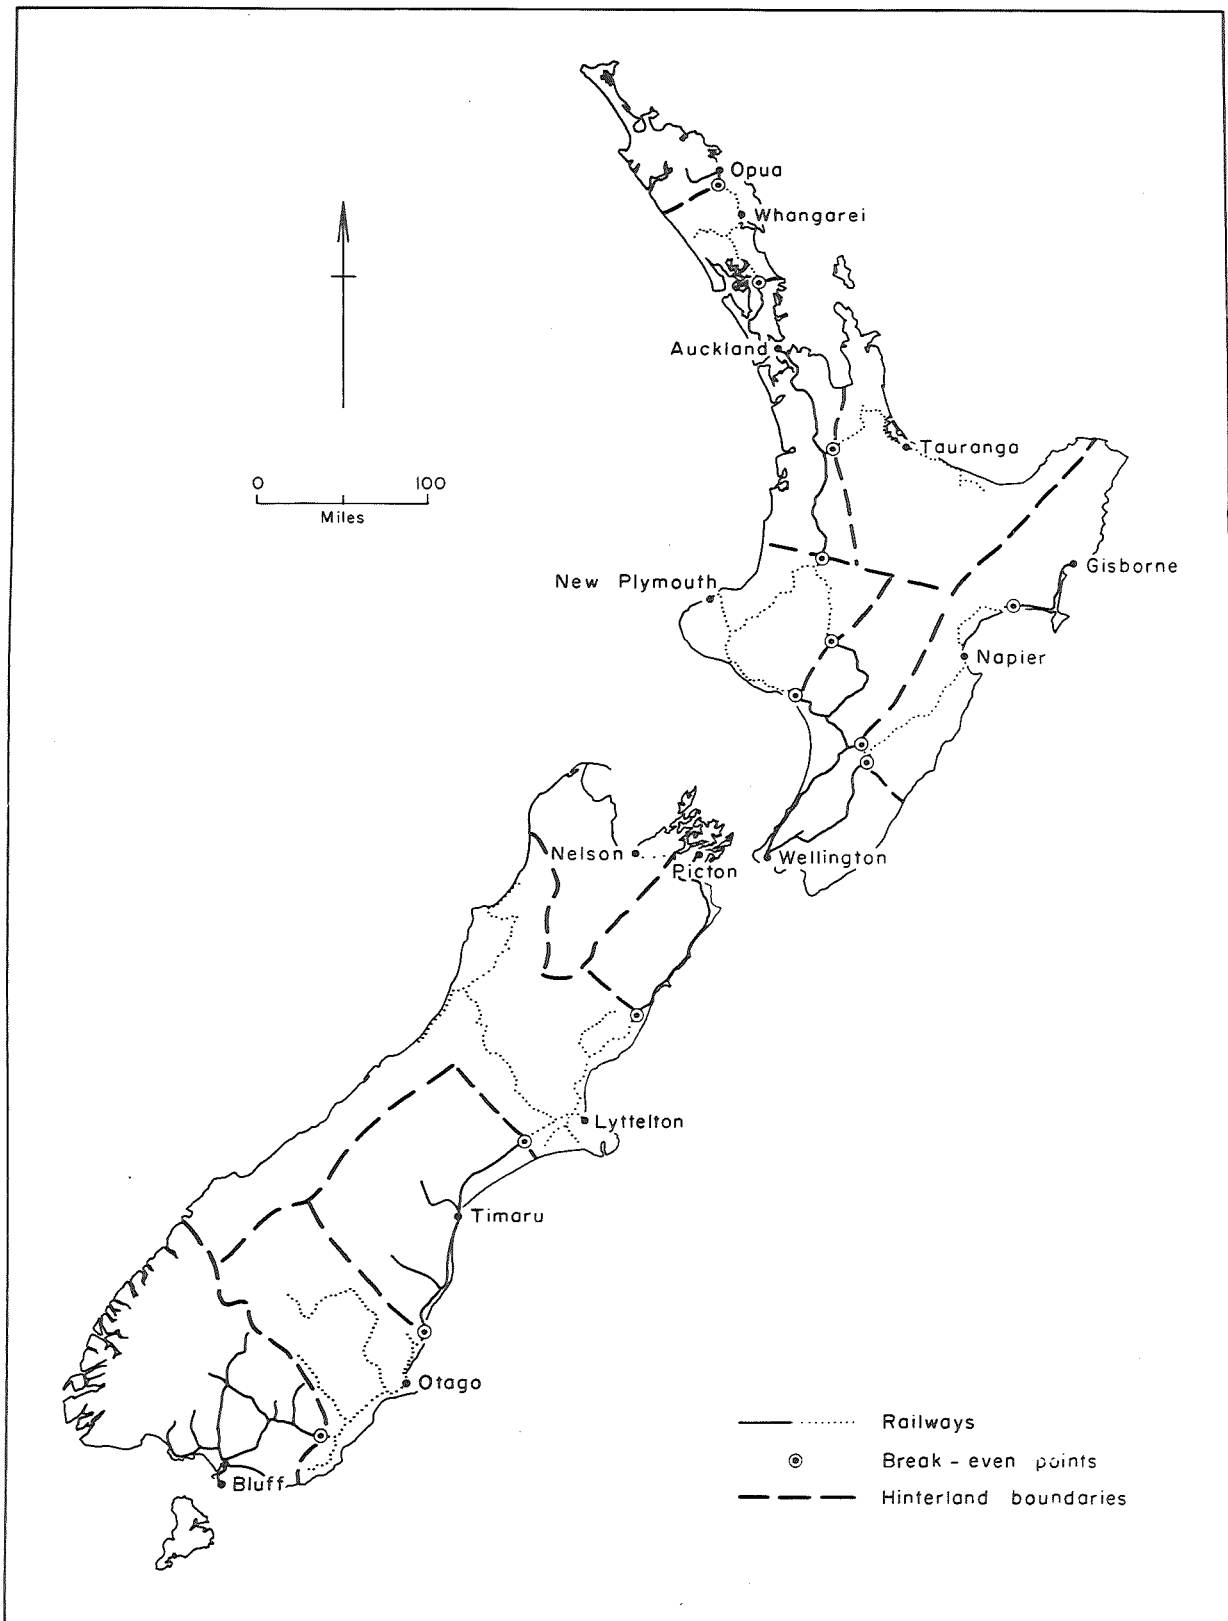 Opua
Whangarei
Auckland
Tauranga
0 100
Miles
New Plymouth
Gisborne
Napier
Nelson
Picton
Wellington
Lyttelton
Timaru
Otago
Bluff
Railways
Break - even points
Hinterland boundaries